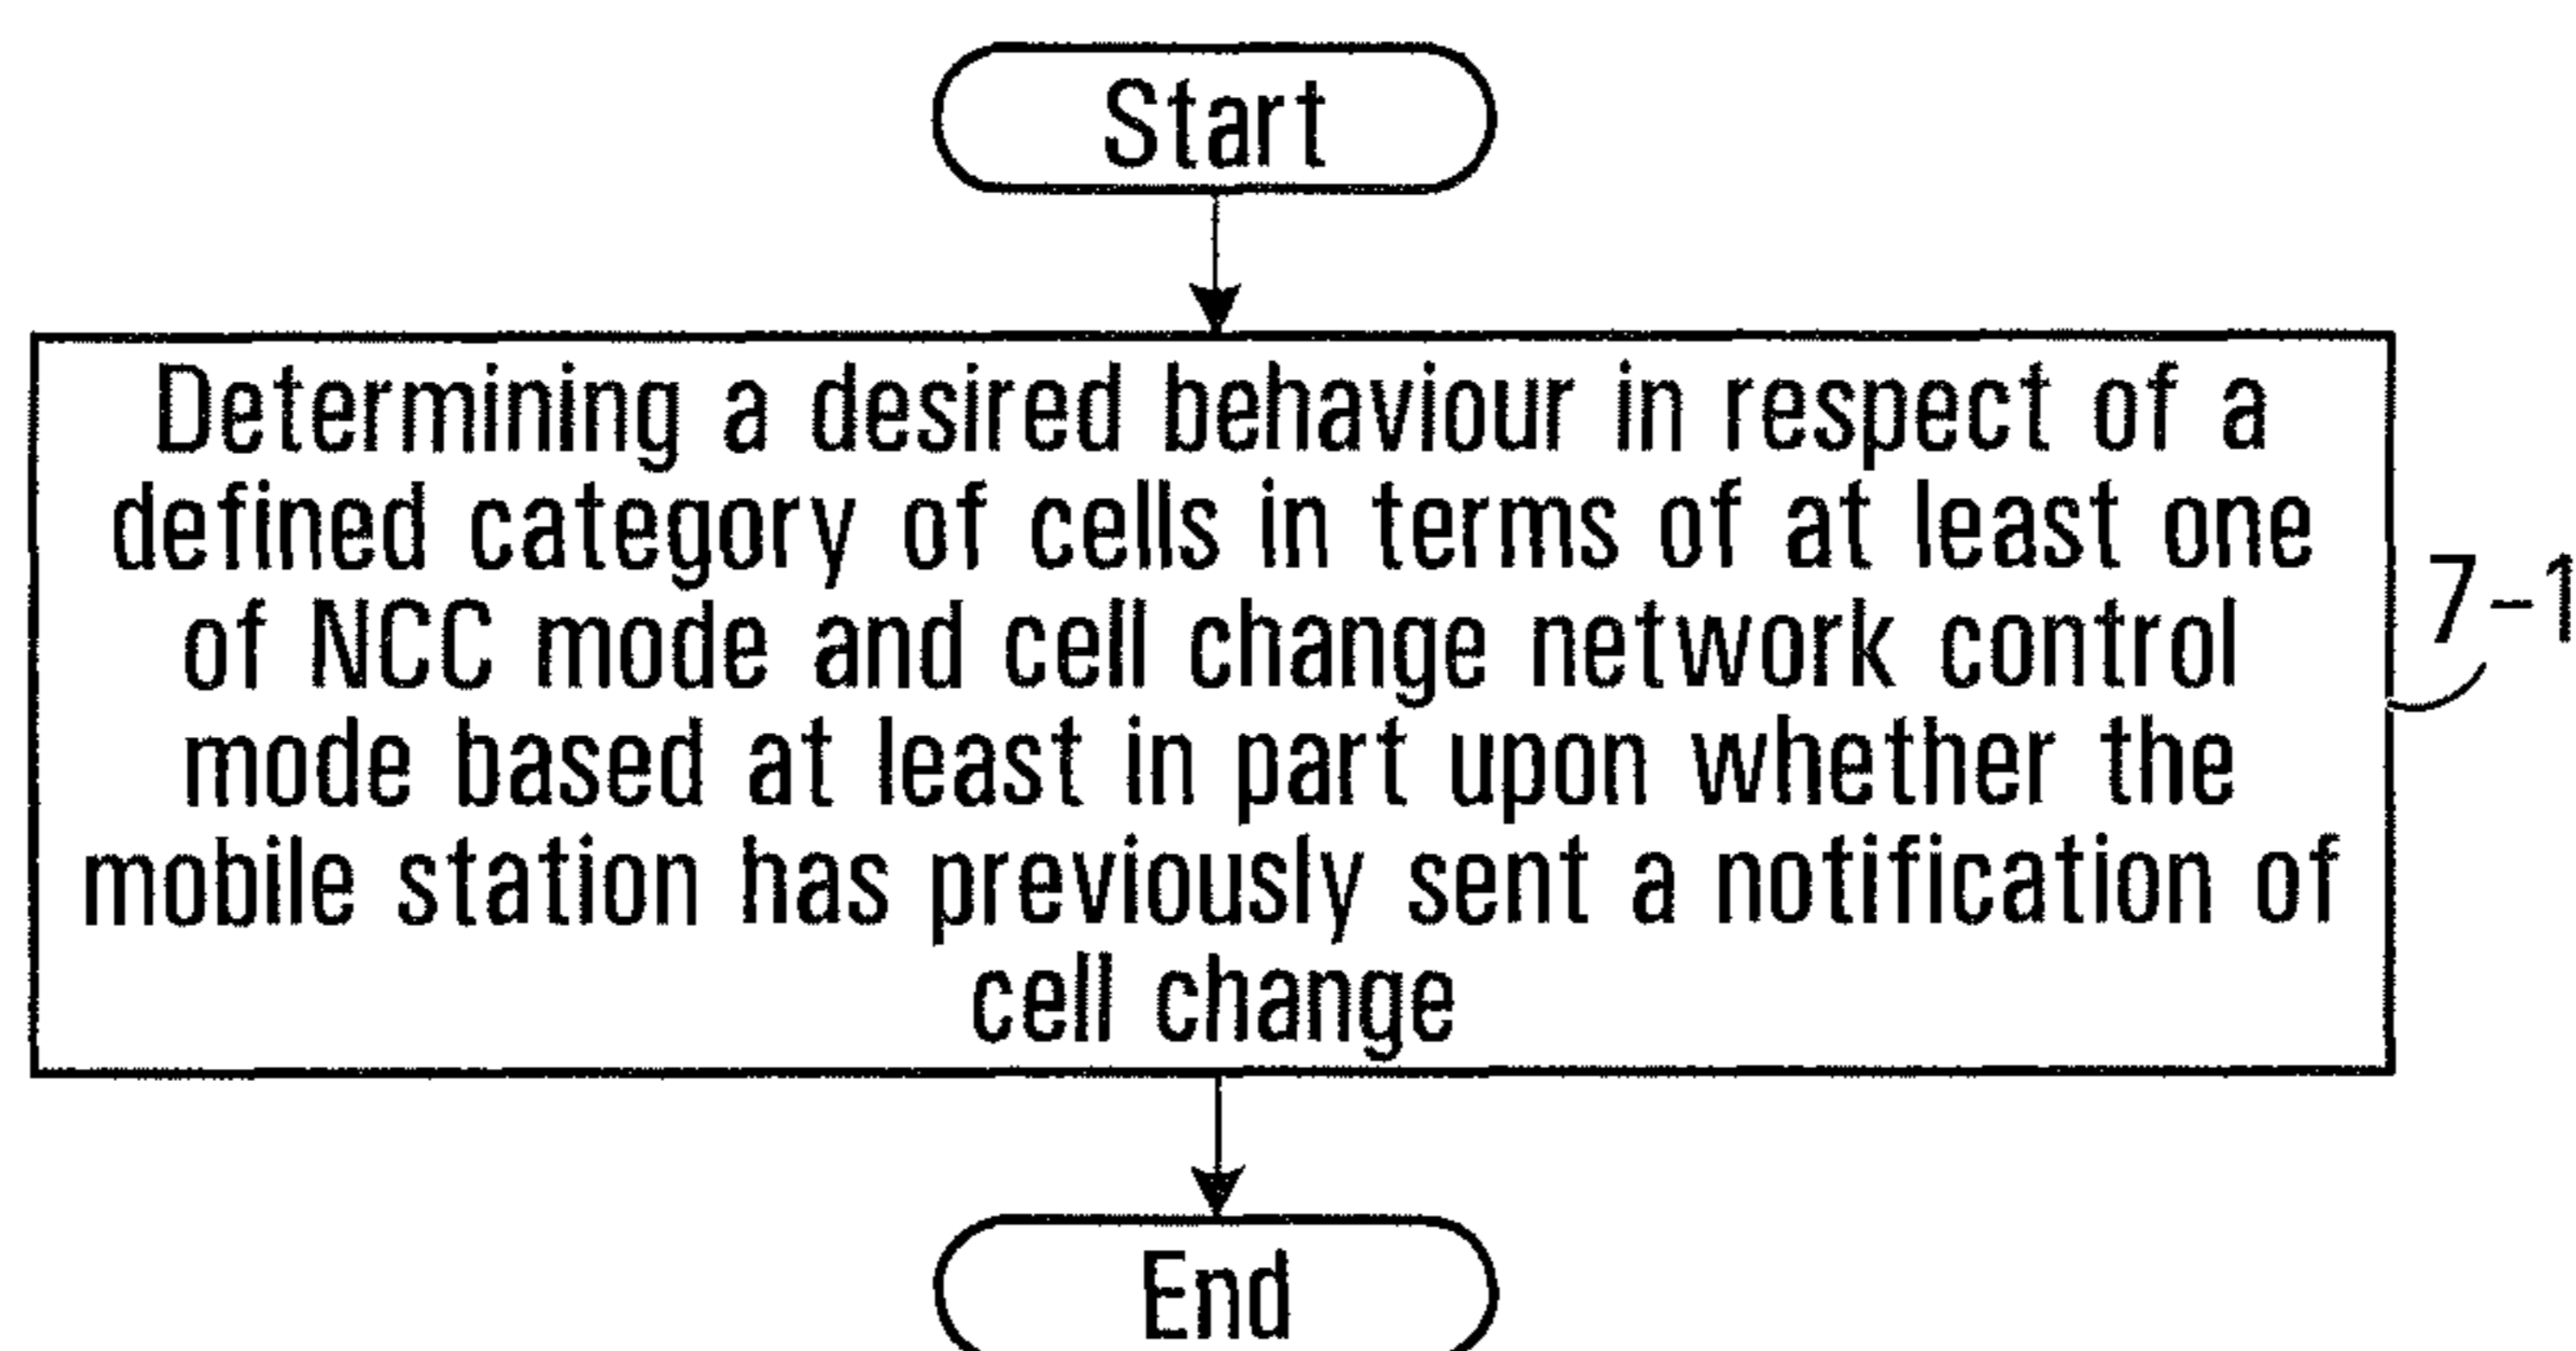 Start
Determining a desired behaviour in respect of a
defined category of cells in terms of at least one
of NCC mode and cell change network control
mode based at least in part upon whether the
mobile station has previously sent a notification of
cell change
7-1
End